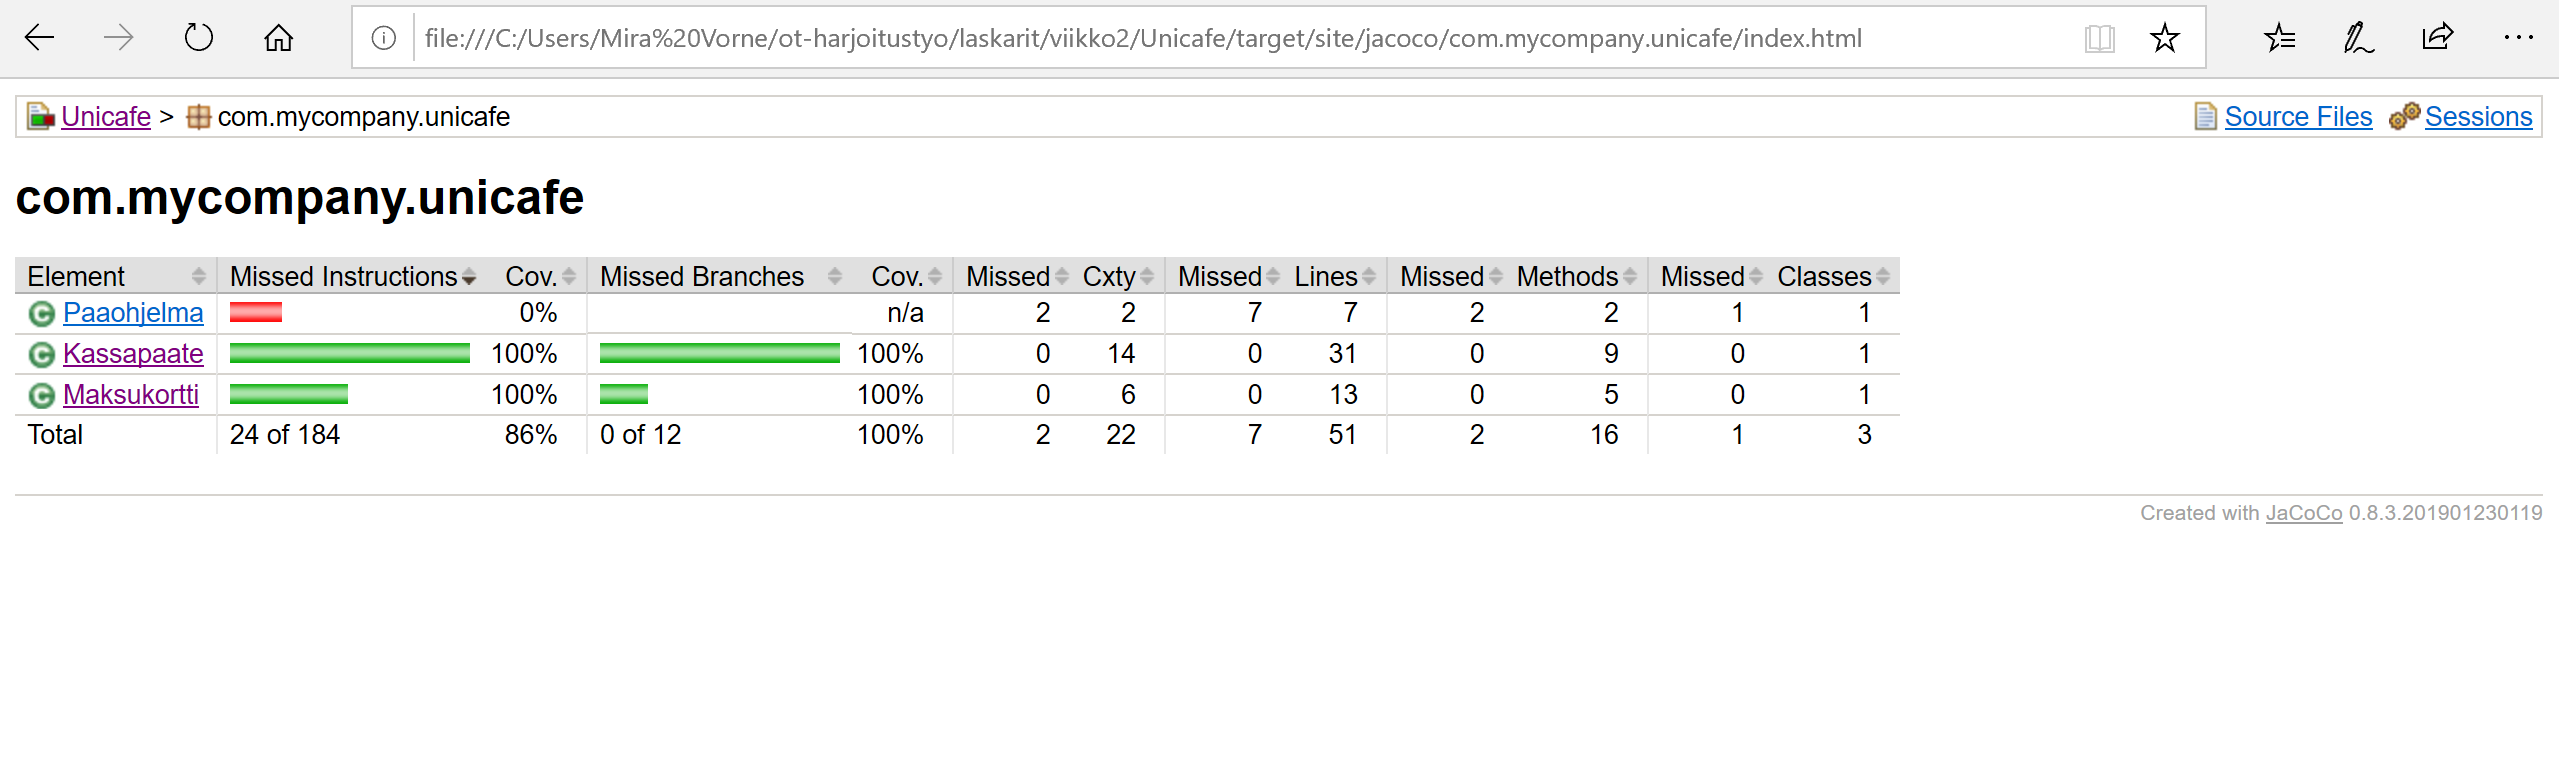 file:///C:/Users/Mira%20Vorne/ot-harjoitustyo/laskarit/viikko2/Unicafe/target/site/jacoco/com.mycompany.unicafe/index.html
Unicafe > com.mycompany.unicafe Source Files Sessions
com.mycompany.unicafe
Element Missed Instructions Cov. Missed Branches Cov. Missed Cxty Missed Lines Missed Methods Missed Classes
Paaohjelma 0% n/a 2 2 7 7 2 2 1 1
Kassapaate 100% 100% 0 14 0 31 0 9 0 1
Maksukortti 100% 100% 0 6 0 13 0 5 0 1
Total 24 of 184 86% 0 of 12 100% 2 22 7 51 2 16 1 3
Created with JaCoCo 0.8.3.201901230119